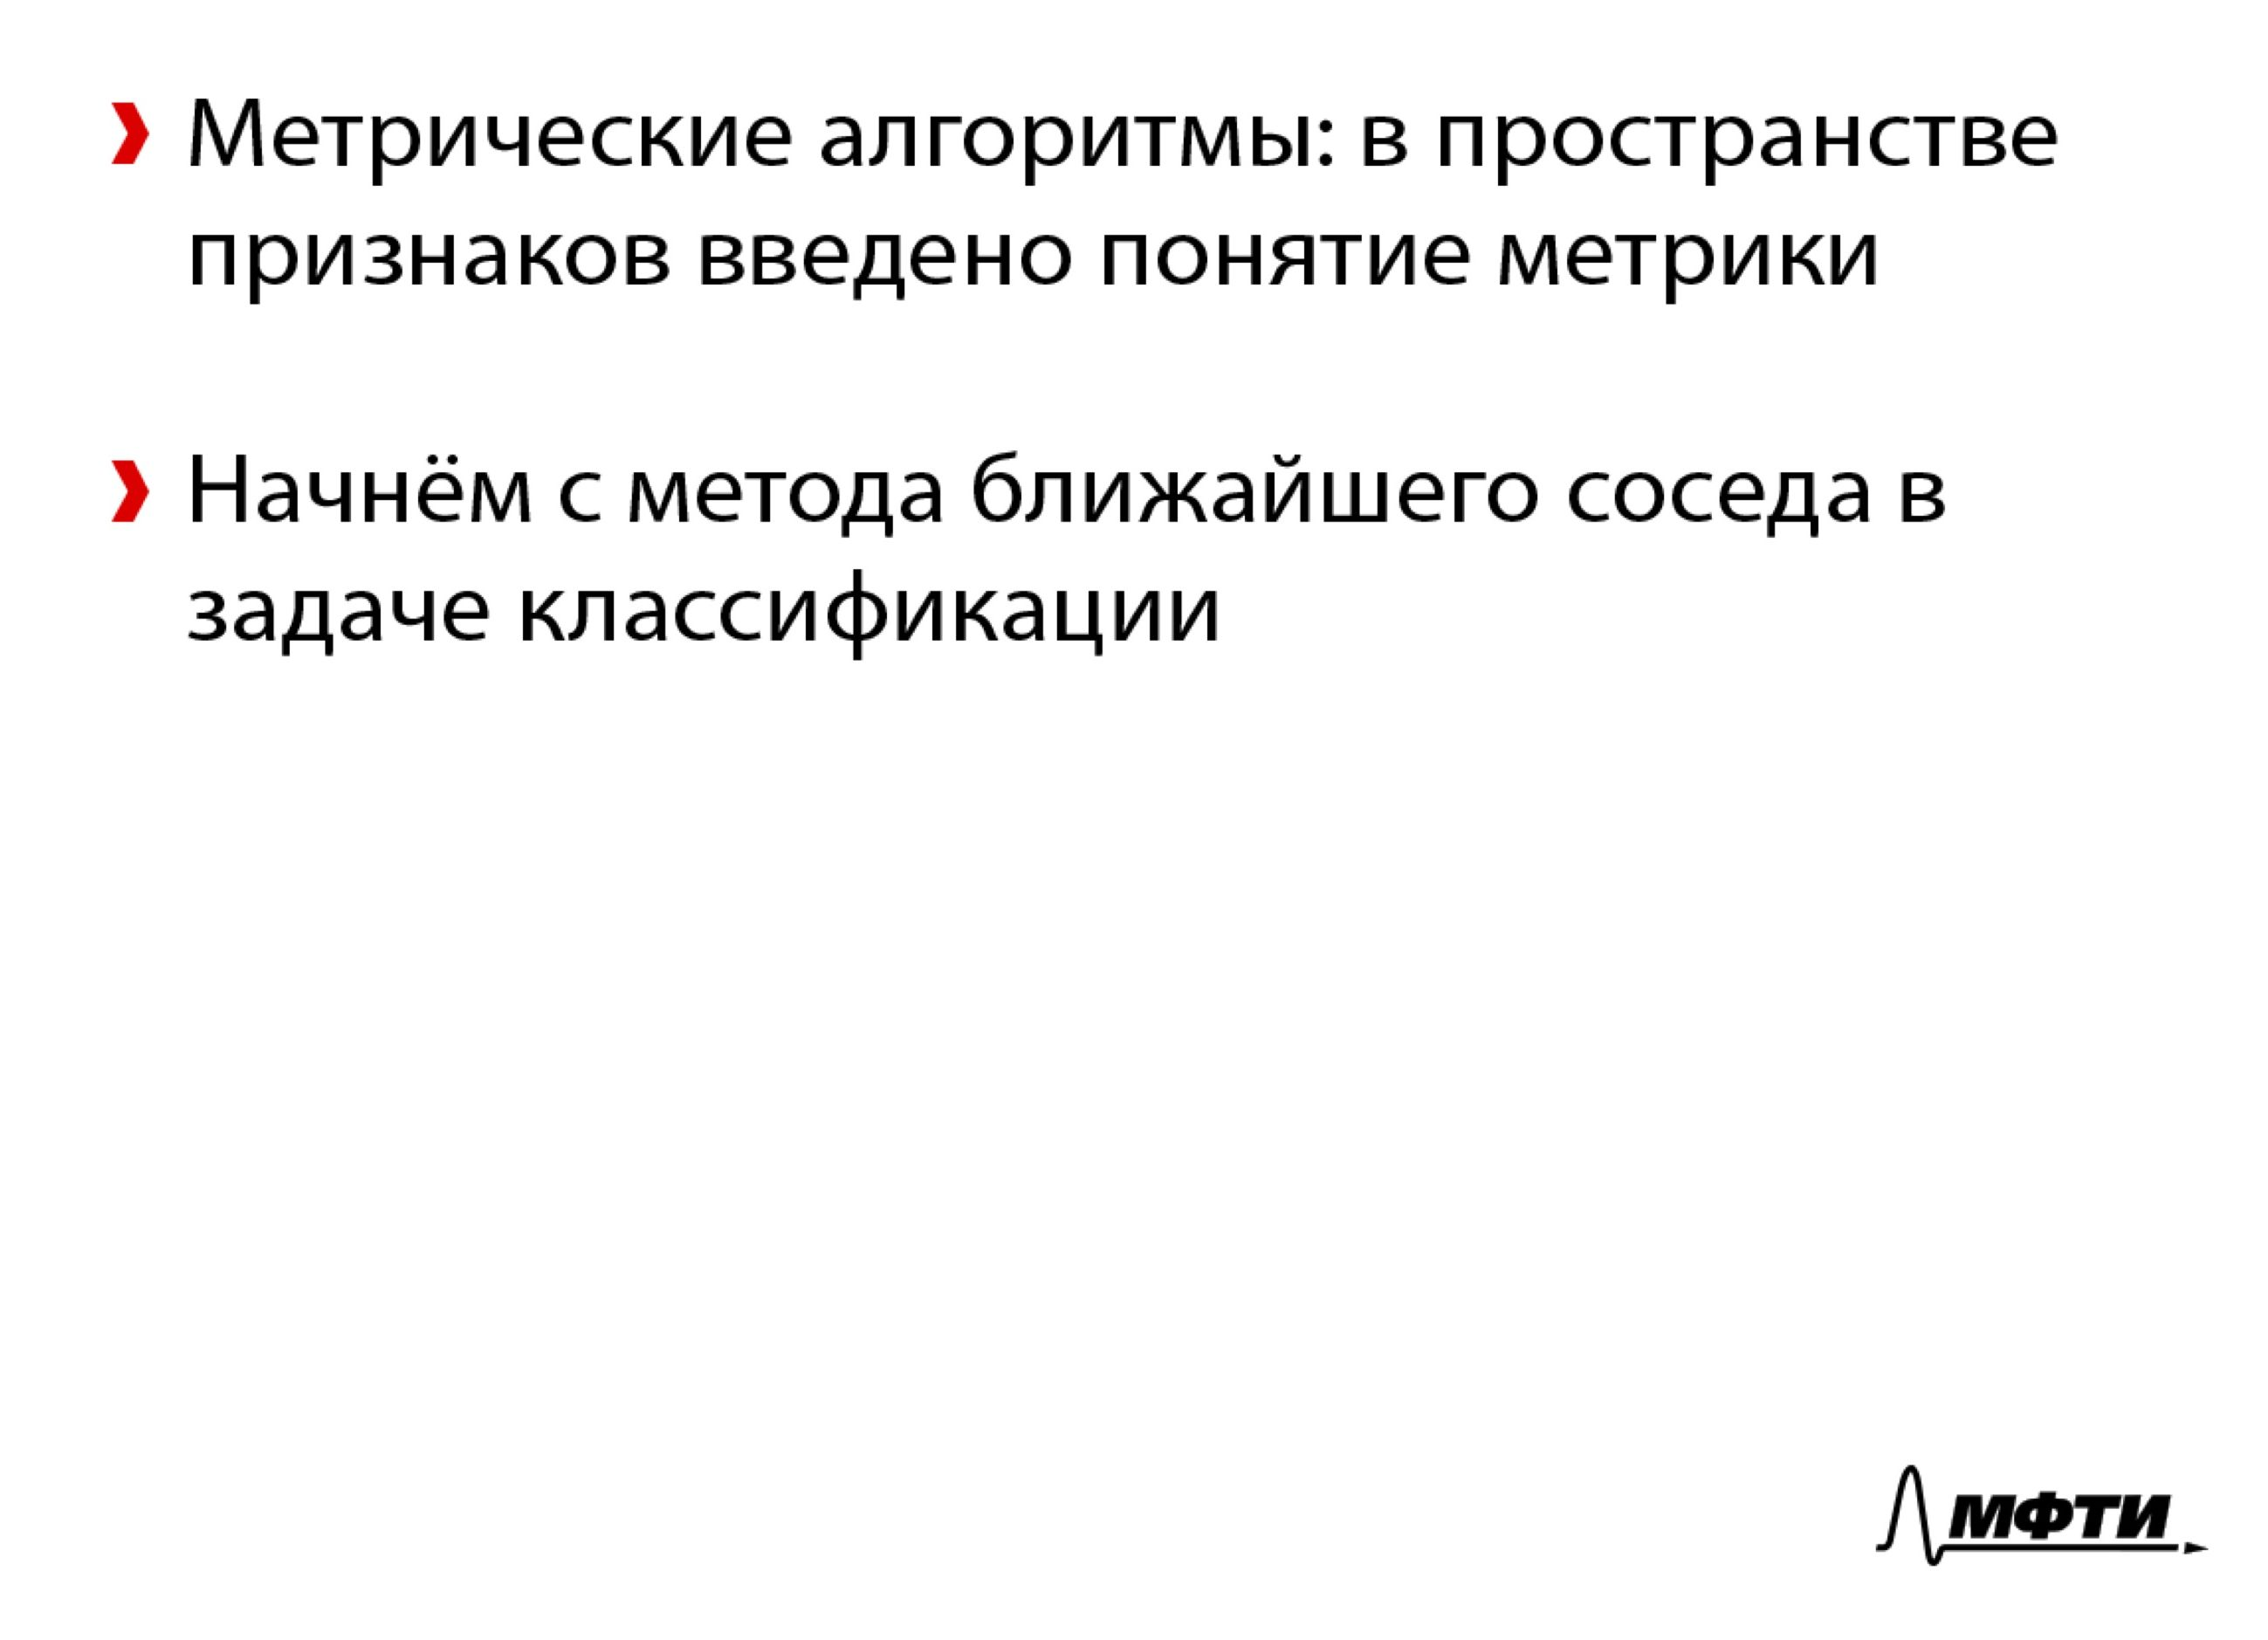 Метрические алгоритмы: в пространстве
признаков введено понятие метрики
Начнём с метода ближайшего соседа в
задаче классификации
МФТИ